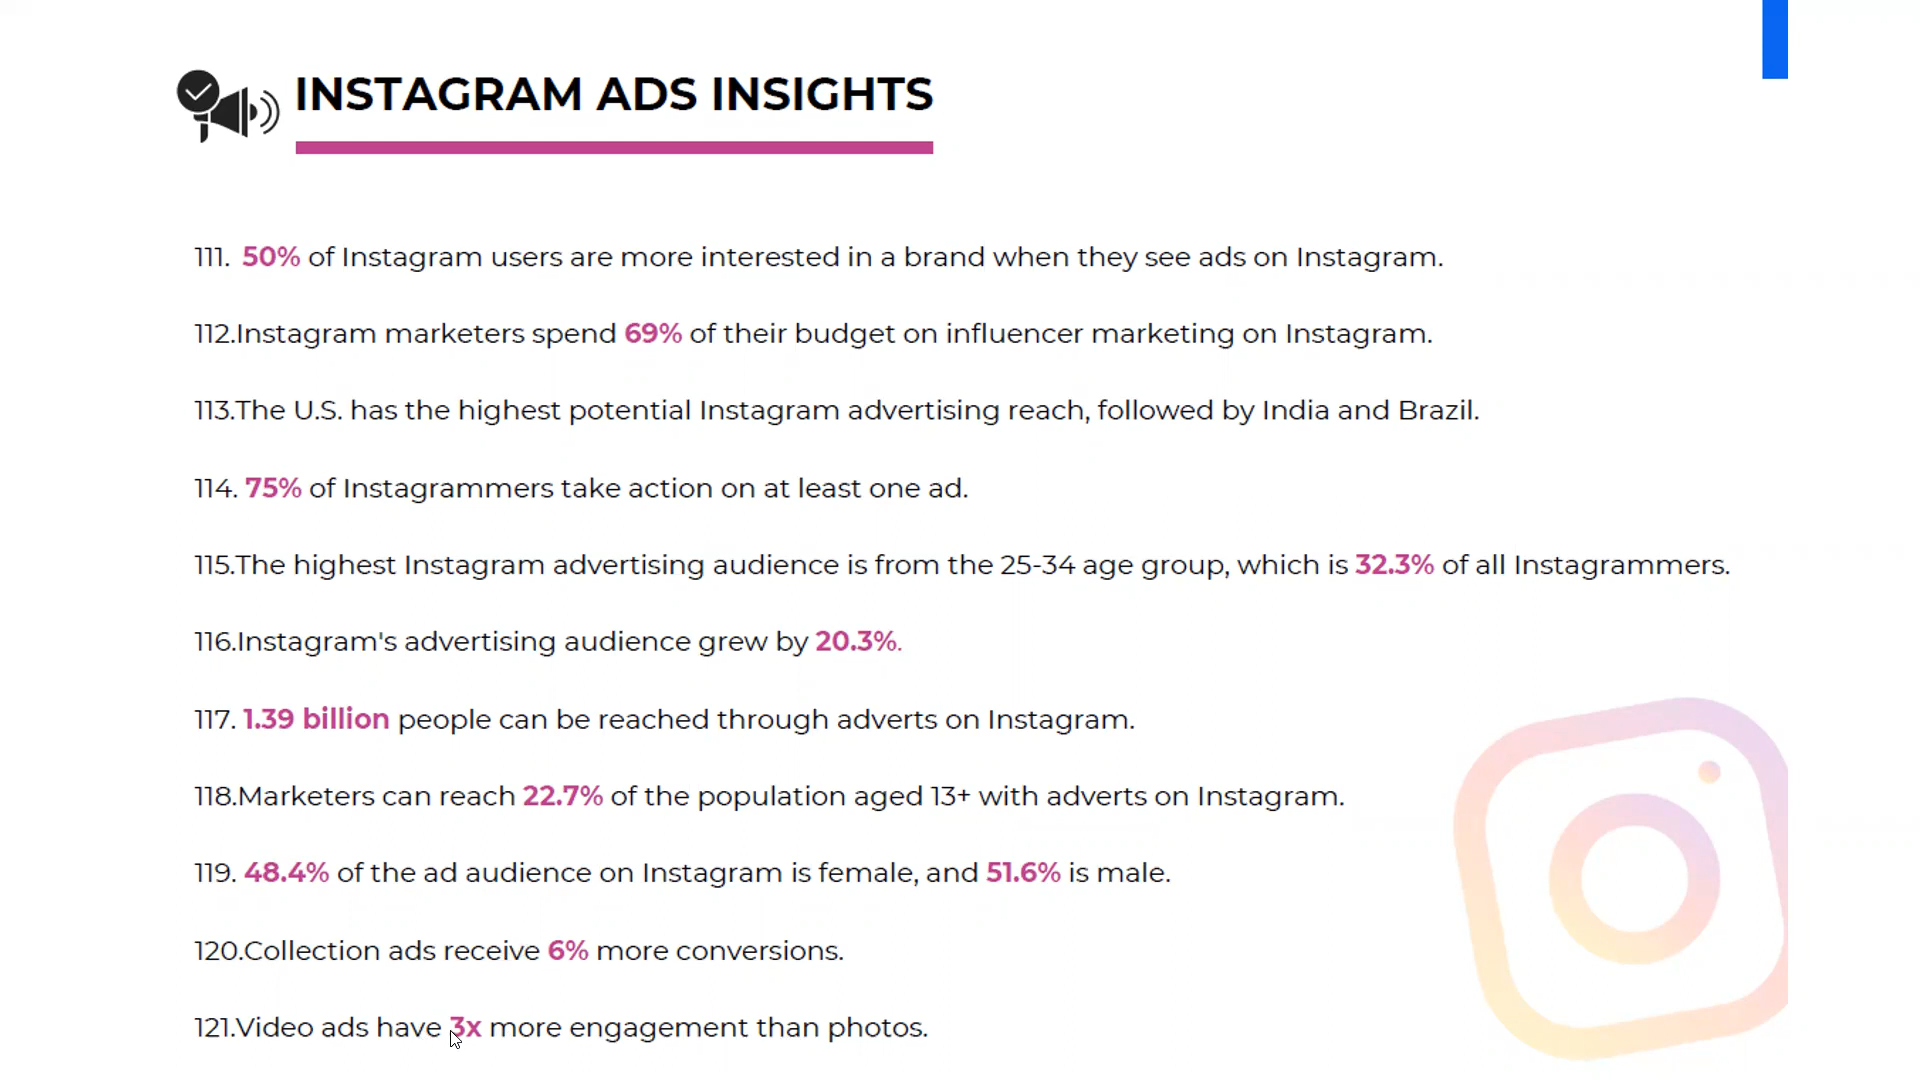 INSTAGRAM ADS INSIGHTS
111. 50% of Instagram users are more interested in a brand when they see ads on Instagram.
112.Instagram marketers spend 69% of their budget on influencer marketing on Instagram.
113.The U.S. has the highest potential Instagram advertising reach, followed by India and Brazil.
114. 75% of Instagrammers take action on at least one ad.
115.The highest Instagram advertising audience is from the 25-34 age group, which is 32.3% of all Instagrammers.
116.Instagram's advertising audience grew by 20.3%.
117. 1.39 billion people can be reached through adverts on Instagram.
118.Marketers can reach 22.7% of the population aged 13+ with adverts on Instagram.
119. 48.4% of the ad audience on Instagram is female, and 51.6% is male.
120.Collection ads receive 6% more conversions.
121.Video ads have 3x more engagement than photos.